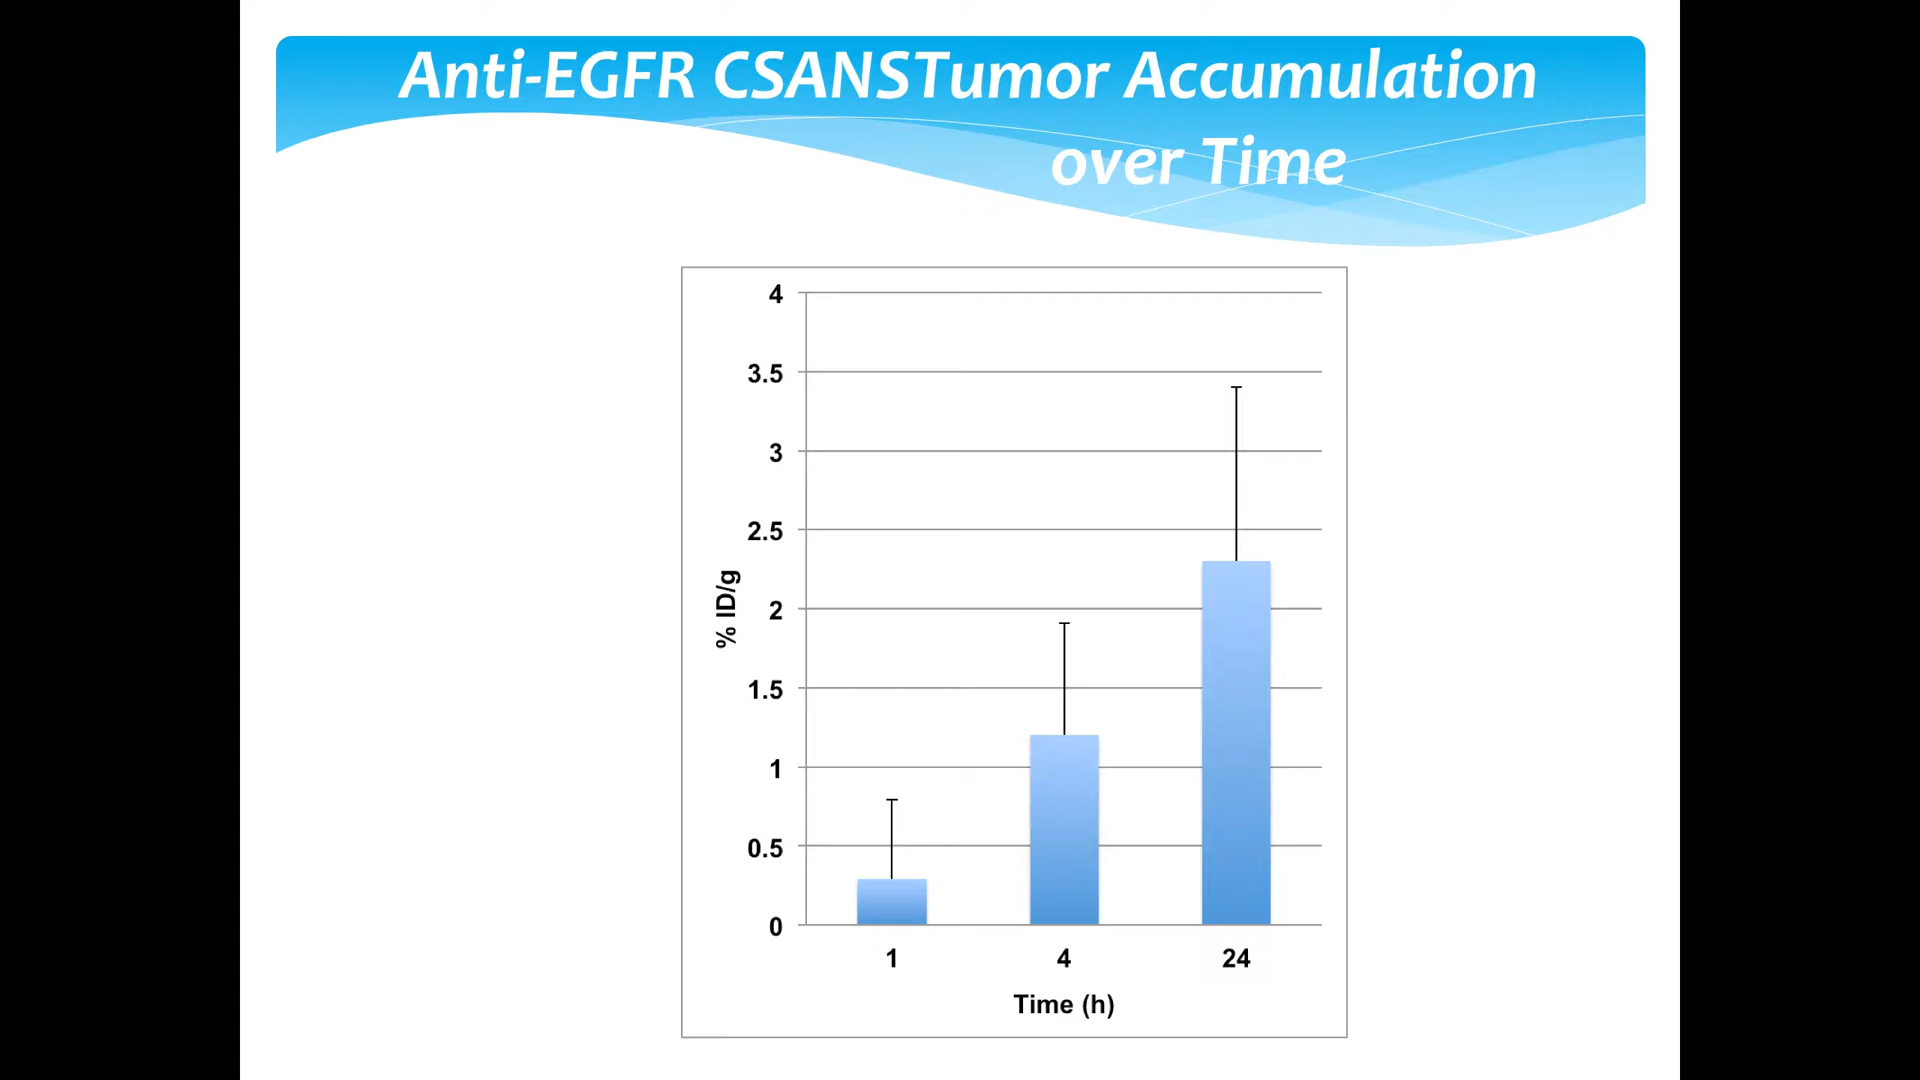 Anti-EGFR CSANSTumor Accumulation
over Time
4
3.5
3
2.5
2
1.5
1
0.5
0
% ID/g
1 4 24
Time (h)